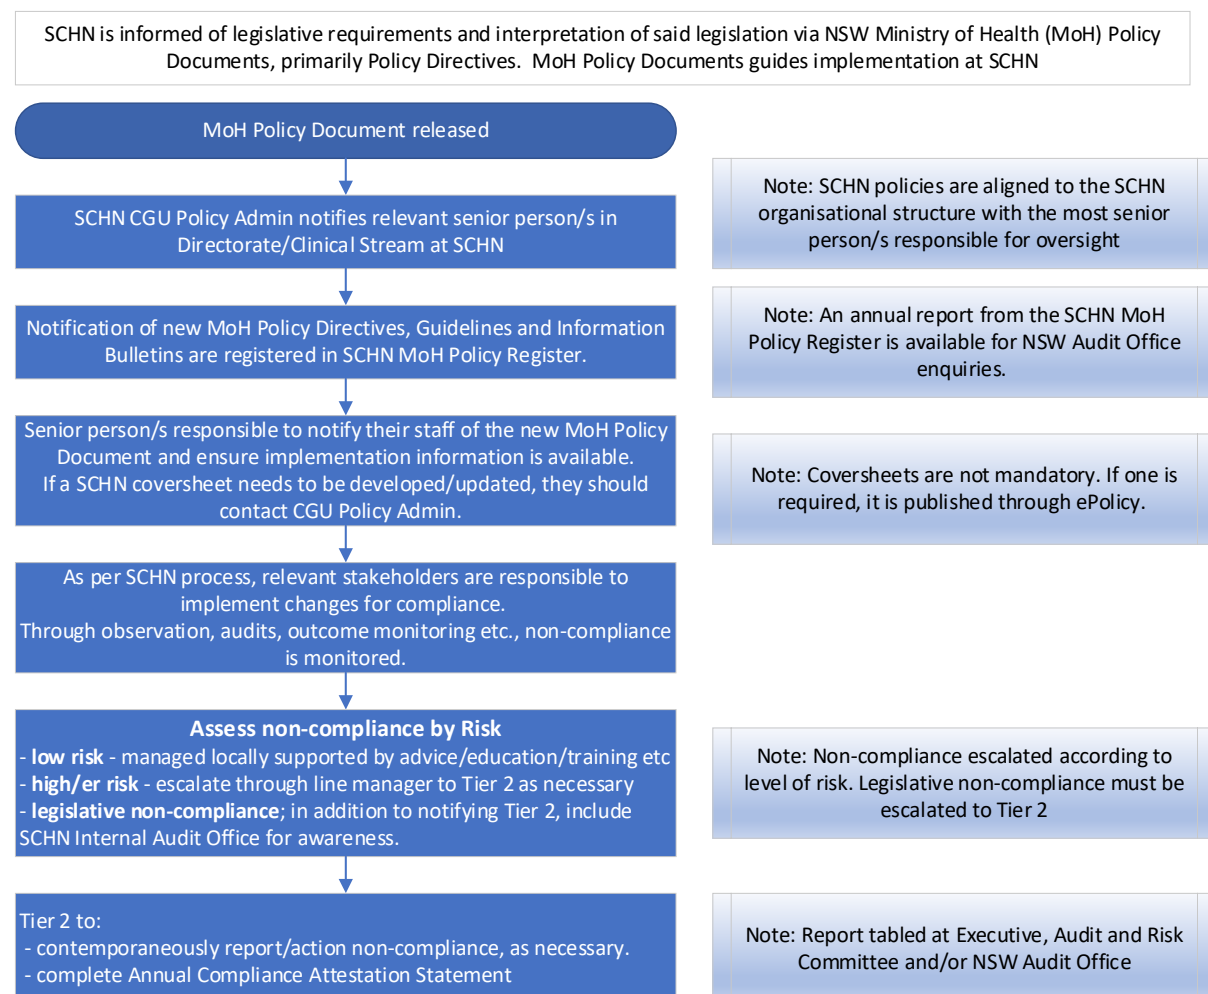 SCHN is informed of legislative requirements and interpretation of said legislation via NSW Ministry of Health (MoH) Policy
Documents, primarily Policy Directives.  MoH Policy Documents guides implementation at SCHN
MoH Policy Document released
SCHN CGU Policy Admin notifies relevant senior person/s in
Directorate/Clinical Stream at SCHN
Note: SCHN policies are aligned to the SCHN
organisational structure with the most senior
person/s responsible for oversight
Notification of new MoH Policy Directives, Guidelines and Information
Bulletins are registered in SCHN MoH Policy Register.
Note: An annual report from the SCHN MoH
Policy Register is available for NSW Audit Office
enquiries.
Senior person/s responsible to notify their staff of the new MoH Policy
Document and ensure implementation information is available.
If a SCHN coversheet needs to be developed/updated, they should
contact CGU Policy Admin.
Note: Coversheets are not mandatory. If one is
required, it is published through ePolicy.
As per SCHN process, relevant stakeholders are responsible to
implement changes for compliance.
Through observation, audits, outcome monitoring etc., non-compliance
is monitored.
Assess non-compliance by Risk
- low risk - managed locally supported by advice/education/training etc
- high/er risk - escalate through line manager to Tier 2 as necessary
- legislative non-compliance; in addition to notifying Tier 2, include
SCHN Internal Audit Office for awareness.
Note: Non-compliance escalated according to
level of risk. Legislative non-compliance must be
escalated to Tier 2
Tier 2 to:
- contemporaneously report/action non-compliance, as necessary.
- complete Annual Compliance Attestation Statement
Note: Report tabled at Executive, Audit and Risk
Committee and/or NSW Audit Office